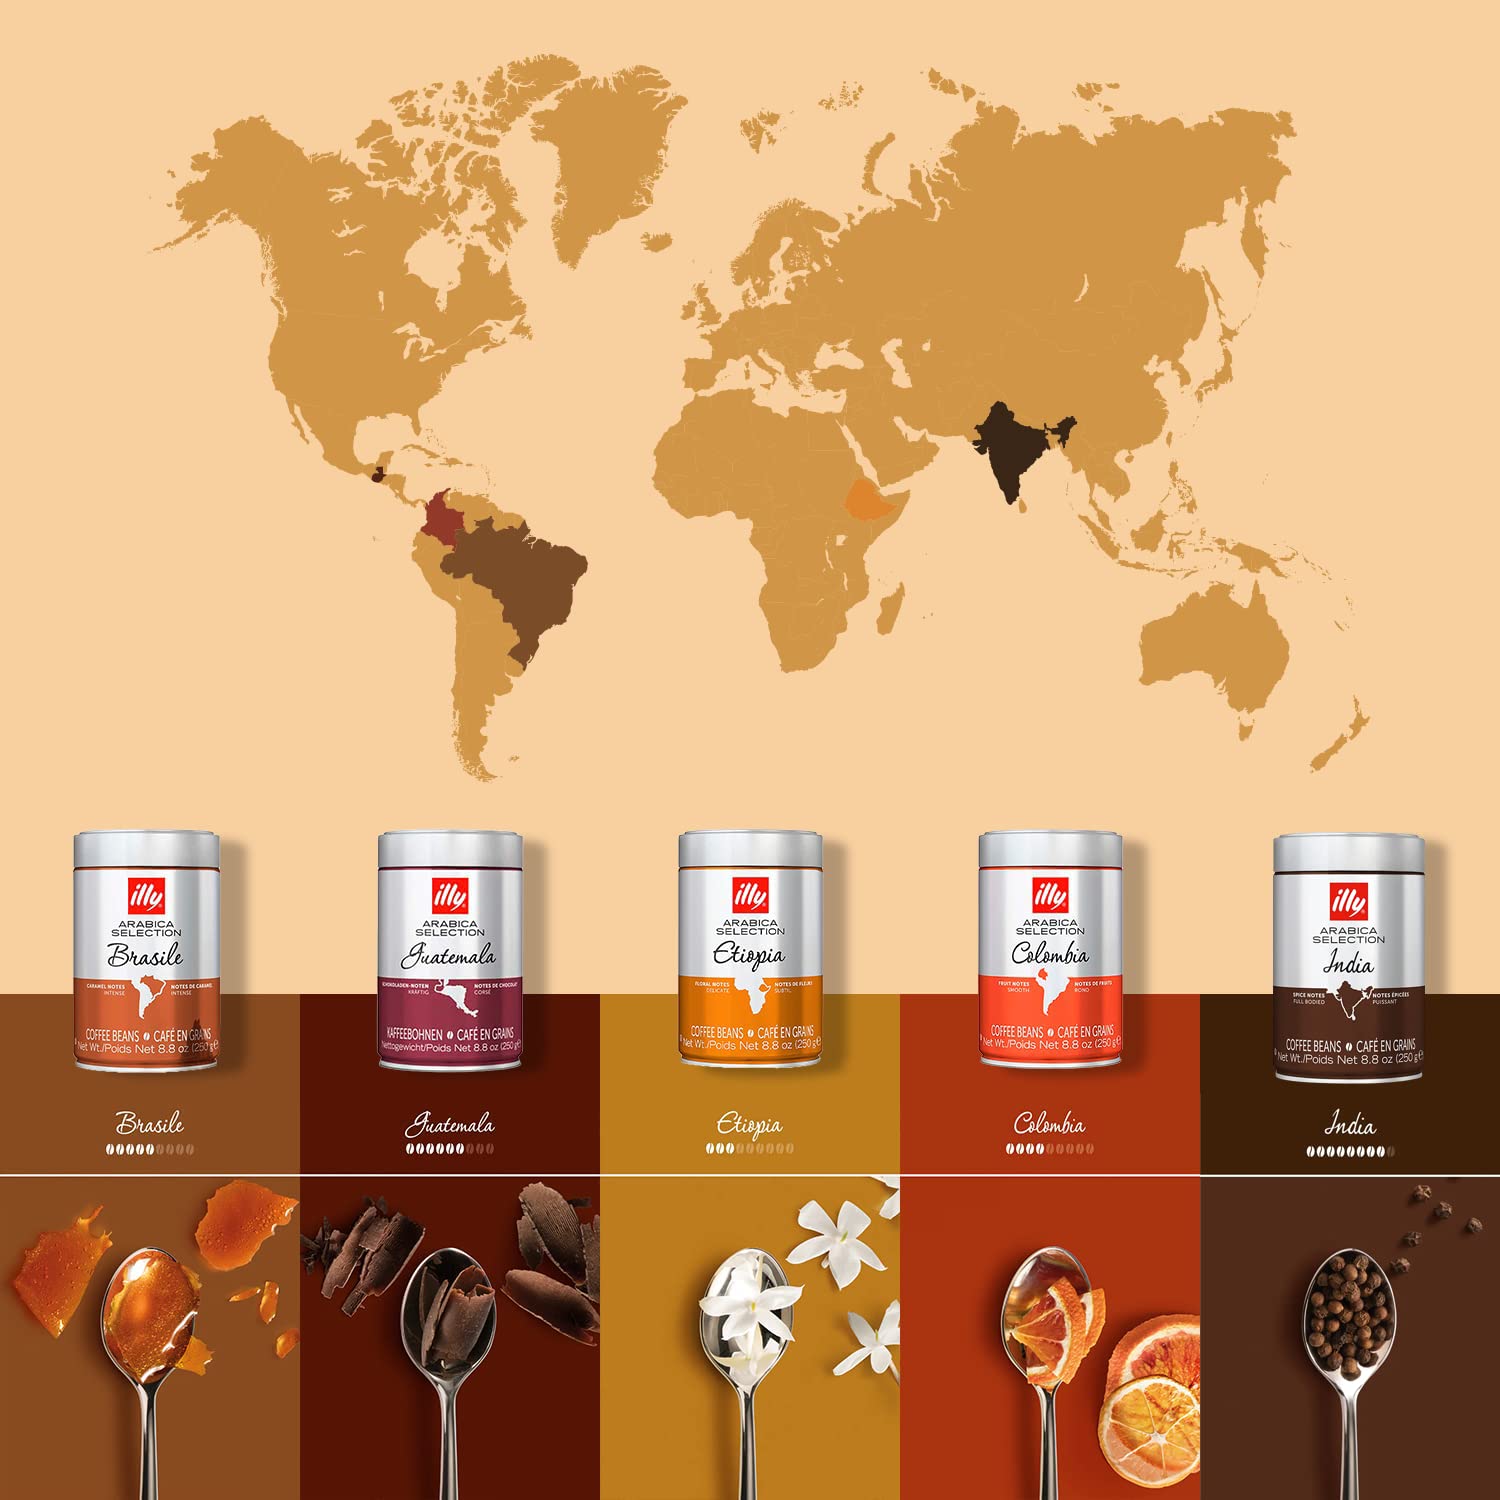 illy
ARABICA
SELECTION
Brasile
CARAMEL NOTES
INTENSE
NOTES DE CARAMEL
INTENSE
COFFEE BEANS CAFÉ EN GRAINS
Net Wt./Poids Net 8.8 oz (250 g
illy
ARABICA
SELECTION
Guatemala
SCHOKOLADEN-NOTEN
KRÄFTIG
NOTES DE CHOCOLAT
CORSÉ
KAFFEEBOHNEN CAFÉ EN GRAINS
Nettogewicht/Poids Net 8.8 oz (250 g
illy
ARABICA
SELECTION
Etiopia
FLORAL NOTES
DELICATE
NOTES DE FLEURS
SUBTIL
COFFEE BEANS CAFÉ EN GRAINS
Net Wt./Poids Net 8.8 oz (250 g
illy
ARABICA
SELECTION
Colombia
FRUIT NOTES
SMOOTH
NOTES DE FRUITS
ROND
COFFEE BEANS CAFÉ EN GRAINS
Net Wt./Poids Net 8.8 oz (250 g
illy
ARABICA
SELECTION
India
SPICE NOTES
FULL BODIED
NOTES ÉPICÉES
PUISSANT
COFFEE BEANS CAFÉ EN GRAINS
Net Wt./Poids Net 8.8 oz (250 g
Brasile
Guatemala
Etiopia
Colombia
India